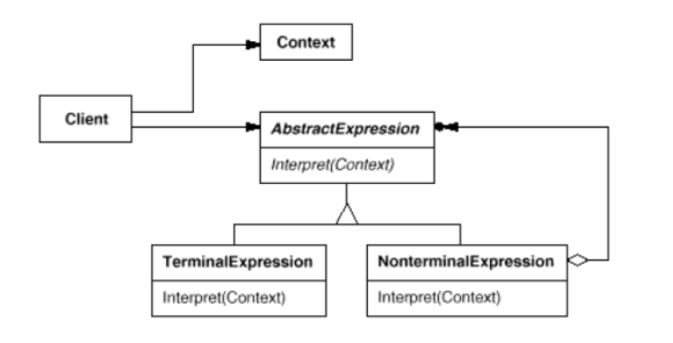 Context
Client
AbstractExpression
Interpret(Context)
TerminalExpression
Interpret(Context)
NonterminalExpression
Interpret(Context)